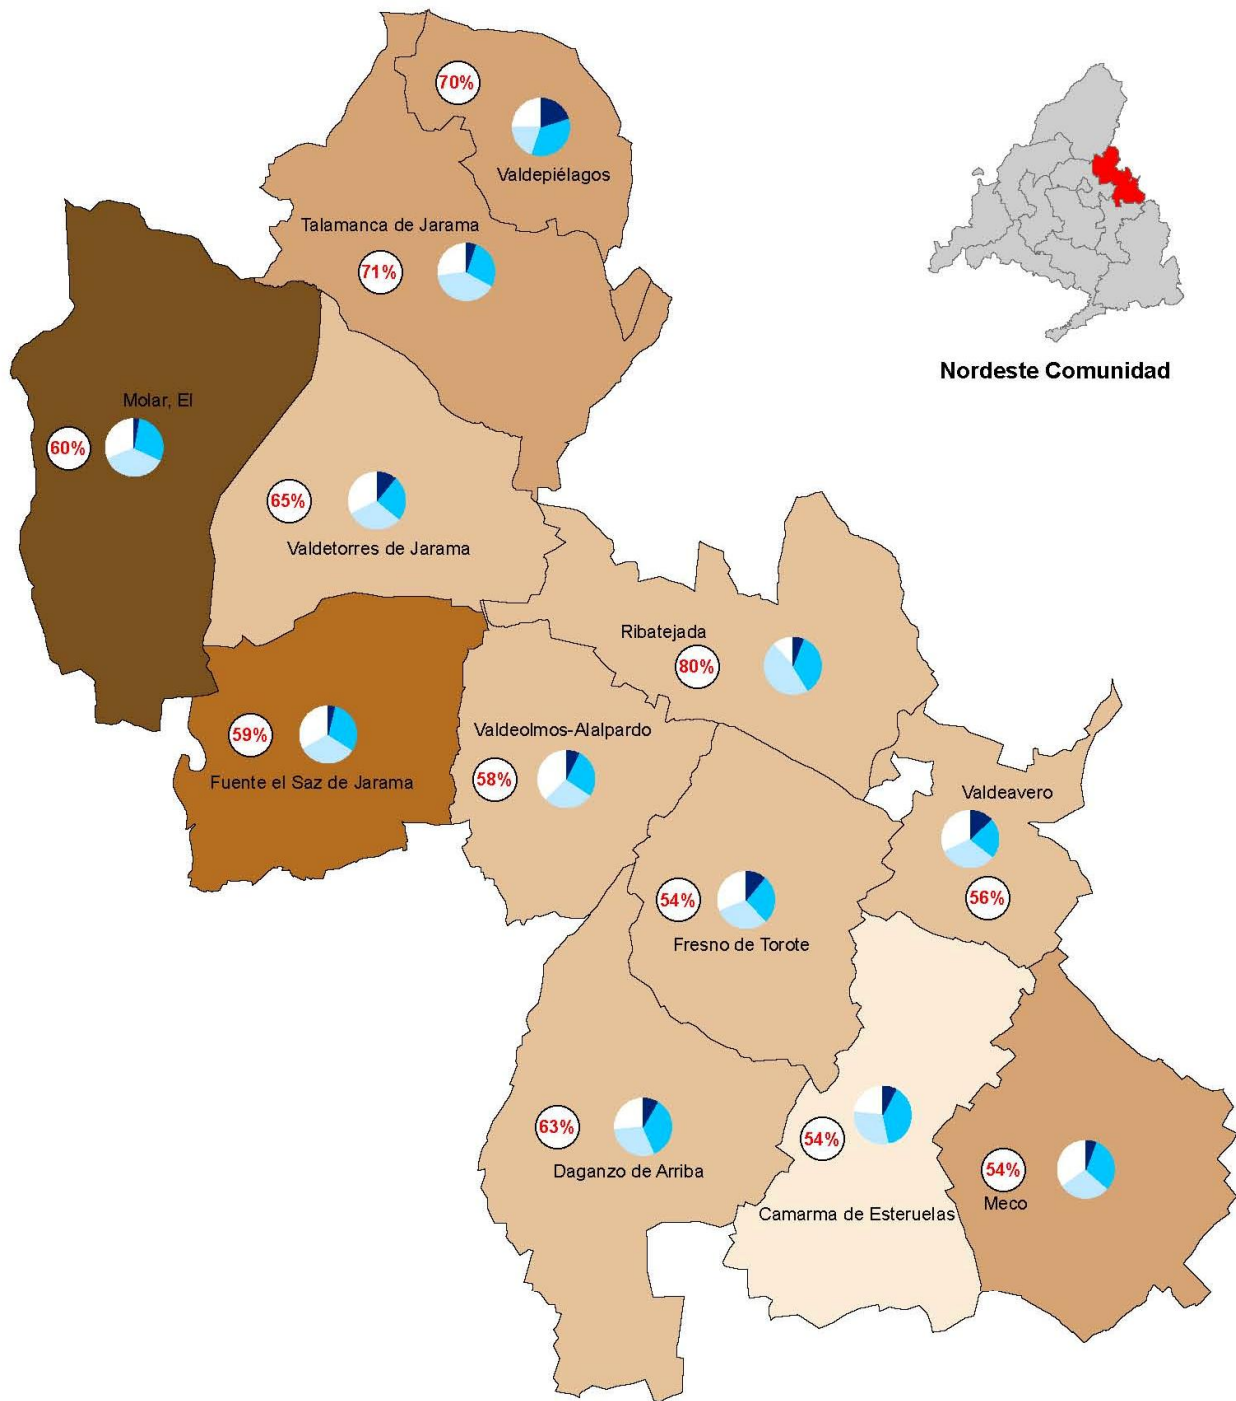 70%
Valdepiélagos
Talamanca de Jarama
71%
Nordeste Comunidad
Molar, El
60%
65%
Valdetorres de Jarama
Ribatejada
80%
Valdeolmos-Alalpardo
59%
58%
Fuente el Saz de Jarama
Valdeavero
54%
56%
Fresno de Torote
63%
54%
Daganzo de Arriba
54%
Meco
Camarma de Esteruelas